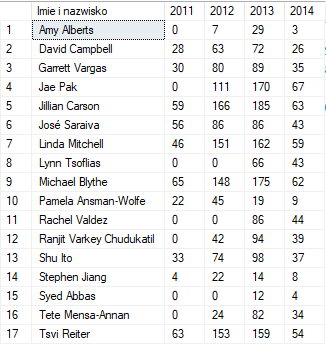 Imie i nazwisko 2011 2012 2013 2014
1 Amy Alberts 0 7 29 3
2 David Campbell 28 63 72 26
3 Garrett Vargas 30 80 89 35
4 Jae Pak 0 111 170 67
5 Jillian Carson 59 166 185 63
6 José Saraiva 56 86 86 43
7 Linda Mitchell 46 151 162 59
8 Lynn Tsoflias 0 0 66 43
9 Michael Blythe 65 148 175 62
10 Pamela Ansman-Wolfe 22 45 19 9
11 Rachel Valdez 0 0 86 44
12 Ranjit Varkey Chudukatil 0 42 94 39
13 Shu Ito 33 74 98 37
14 Stephen Jiang 4 22 14 8
15 Syed Abbas 0 0 12 4
16 Tete Mensa-Annan 0 24 82 34
17 Tsvi Reiter 63 153 159 54